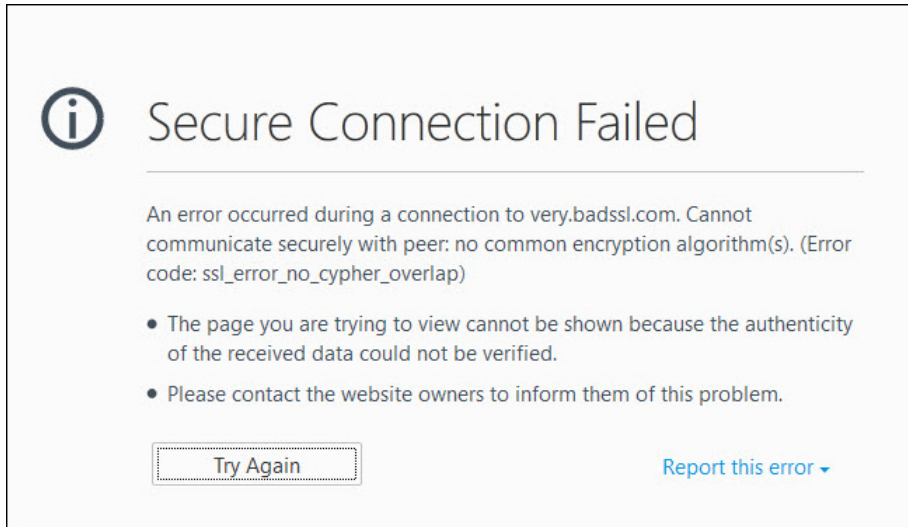 Secure Connection Failed
An error occurred during a connection to very.badssl.com. Cannot
communicate securely with peer: no common encryption algorithm(s). (Error
code: ssl_error_no_cypher_overlap)
• The page you are trying to view cannot be shown because the authenticity
of the received data could not be verified.
• Please contact the website owners to inform them of this problem.
Try Again
Report this error